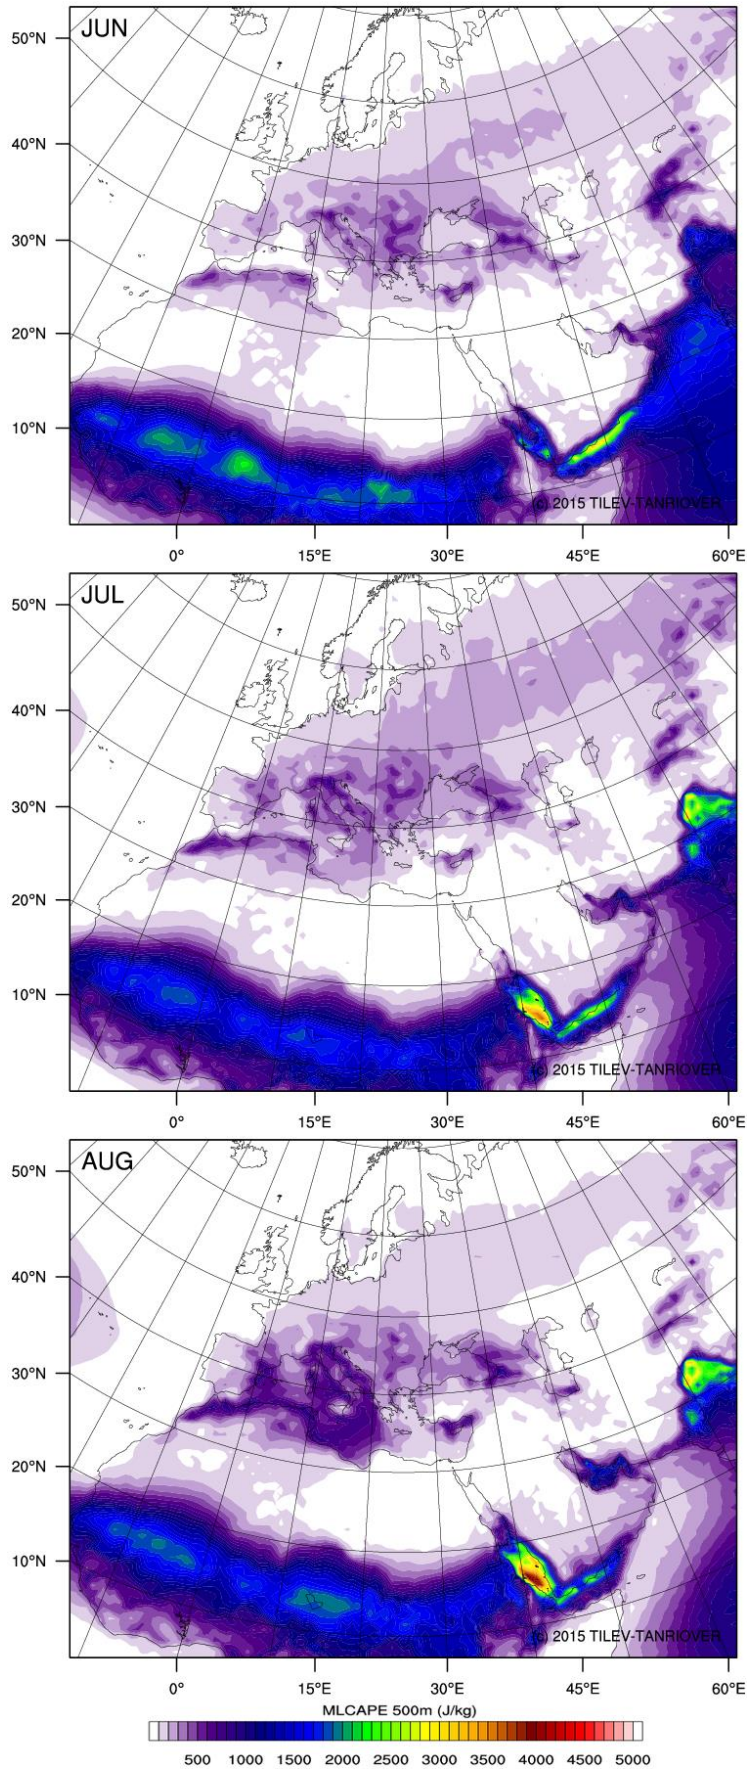 JUN
50°N
40°N
30°N
20°N
10°N
(c) 2015 TILEV-TANRIOVER
0° 15°E 30°E 45°E 60°E
JUL
50°N
40°N
30°N
20°N
10°N
(c) 2015 TILEV-TANRIOVER
0° 15°E 30°E 45°E 60°E
AUG
50°N
40°N
30°N
20°N
10°N
(c) 2015 TILEV-TANRIOVER
0° 15°E 30°E 45°E 60°E
MLCAPE 500m (J/kg)
500 1000 1500 2000 2500 3000 3500 4000 4500 5000